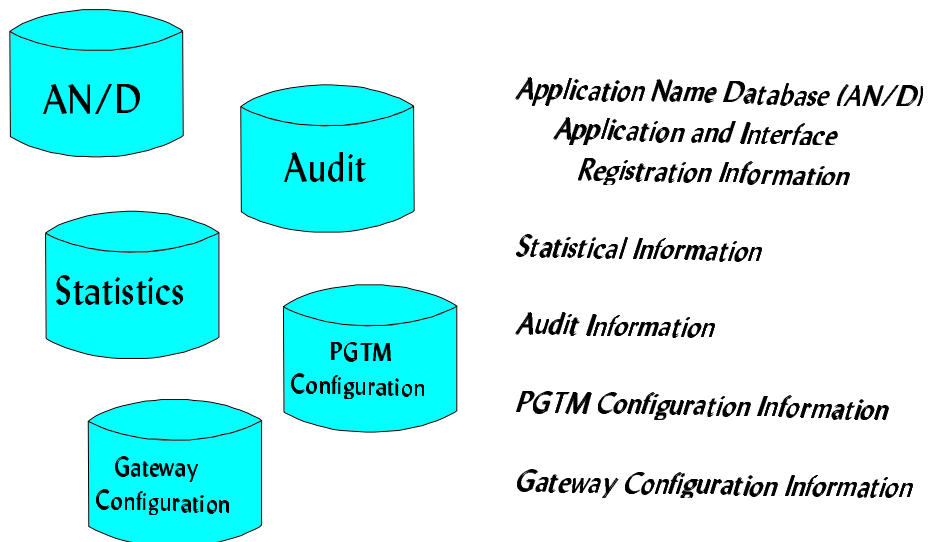 AN/D
Audit
Statistics
PGTM
Configuration
Gateway
Configuration
Application Name Database (AN/D)
Application and Interface
Registration Information
Statistical Information
Audit Information
PGTM Configuration Information
Gateway Configuration Information